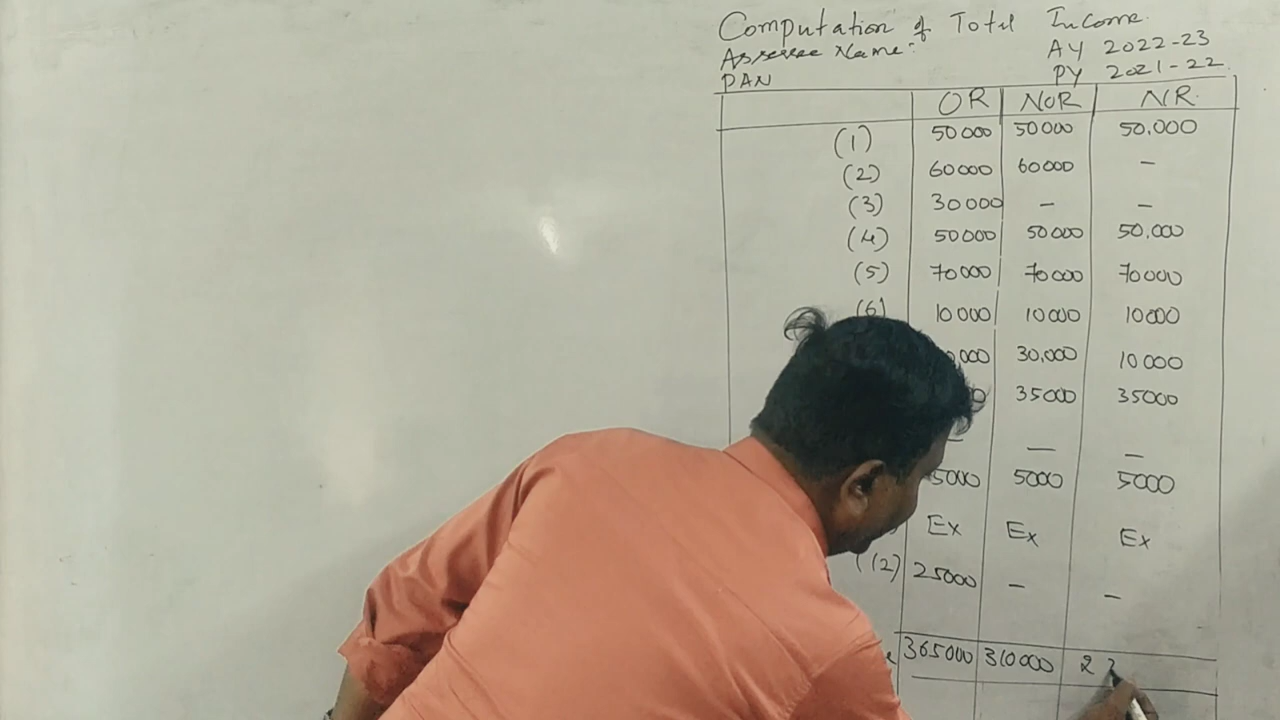 Computation of Total Income.
Assessee Name:
AY 2022-23
PAN
PY 2021-22
OR NOR NR
(1) 50000 50000 50,000
(2) 60000 60000 -
(3) 30000 - -
(4) 50000 50000 50,000
(5) 70000 70000 70000
(6) 10000 10000 10000
30,000 10000
35000 35000
- - -
5000 5000 5000
Ex Ex Ex
(12) 25000 - -
365000 310000 2